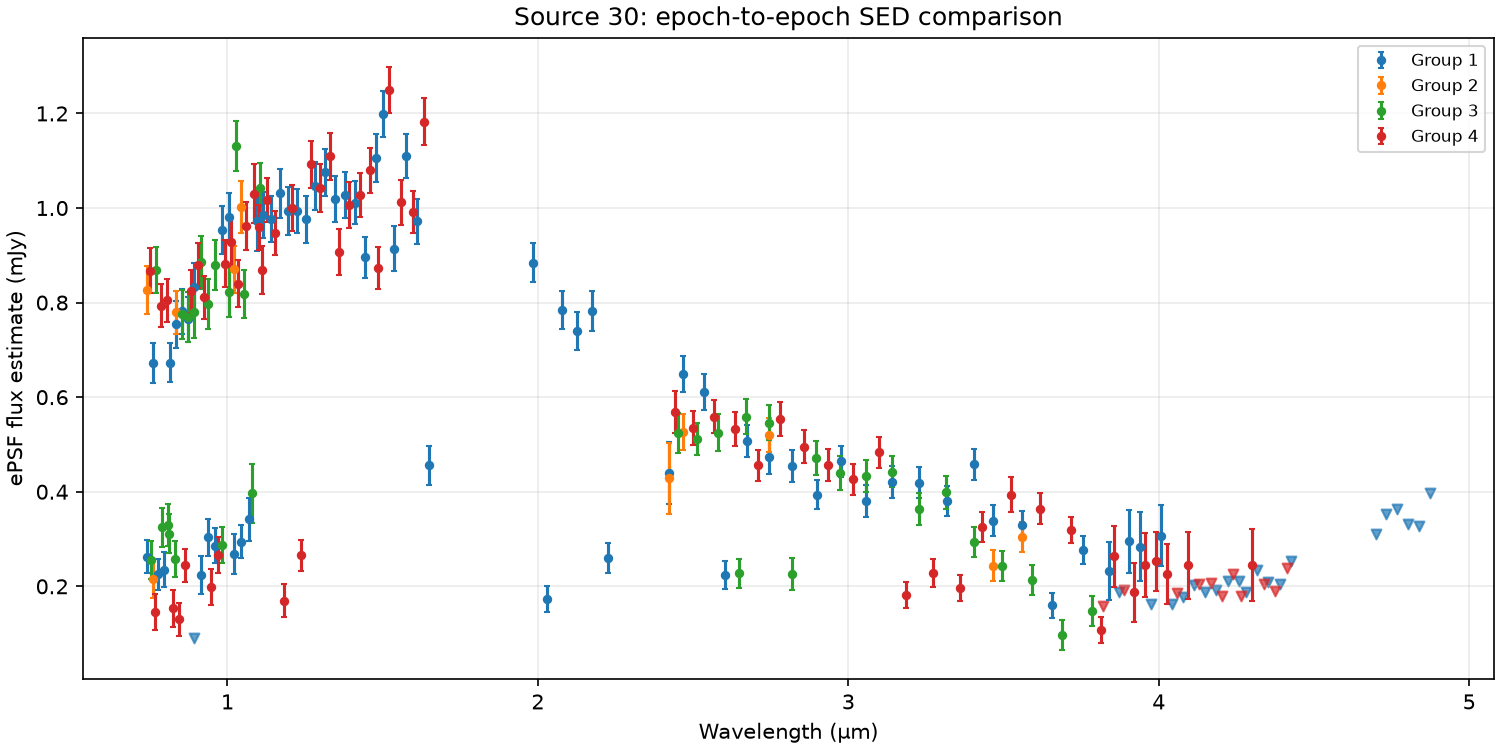 Source 30: epoch-to-epoch SED comparison
ePSF flux estimate (mJy)
1.2
1.0
0.8
0.6
0.4
0.2
Group 1
Group 2
Group 3
Group 4
1 2 3 4 5
Wavelength (μm)